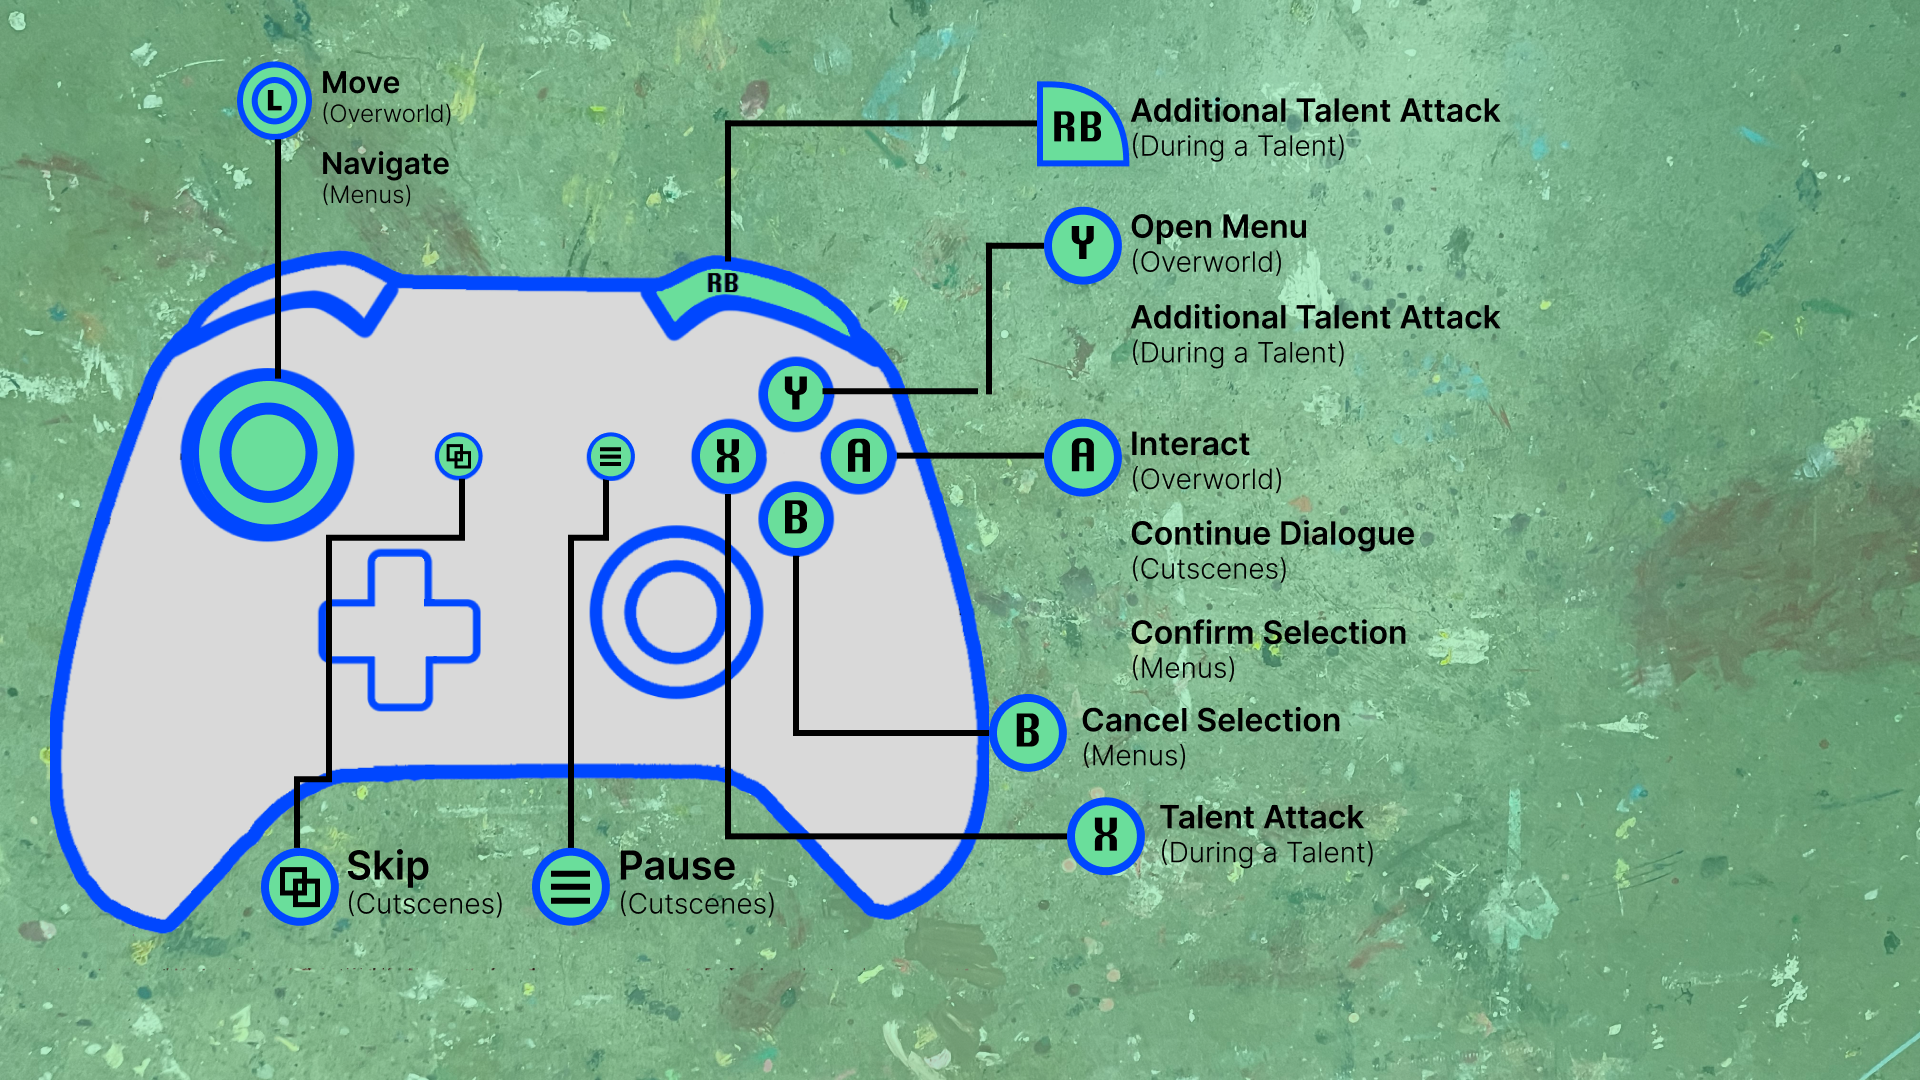 L
Move
(Overworld)
Navigate
(Menus)
RB
Additional Talent Attack
(During a Talent)
Y
Open Menu
(Overworld)
Additional Talent Attack
(During a Talent)
RB
Y
X
A
B
A
Interact
(Overworld)
Continue Dialogue
(Cutscenes)
Confirm Selection
(Menus)
B
Cancel Selection
(Menus)
X
Talent Attack
(During a Talent)
Skip
(Cutscenes)
Pause
(Cutscenes)